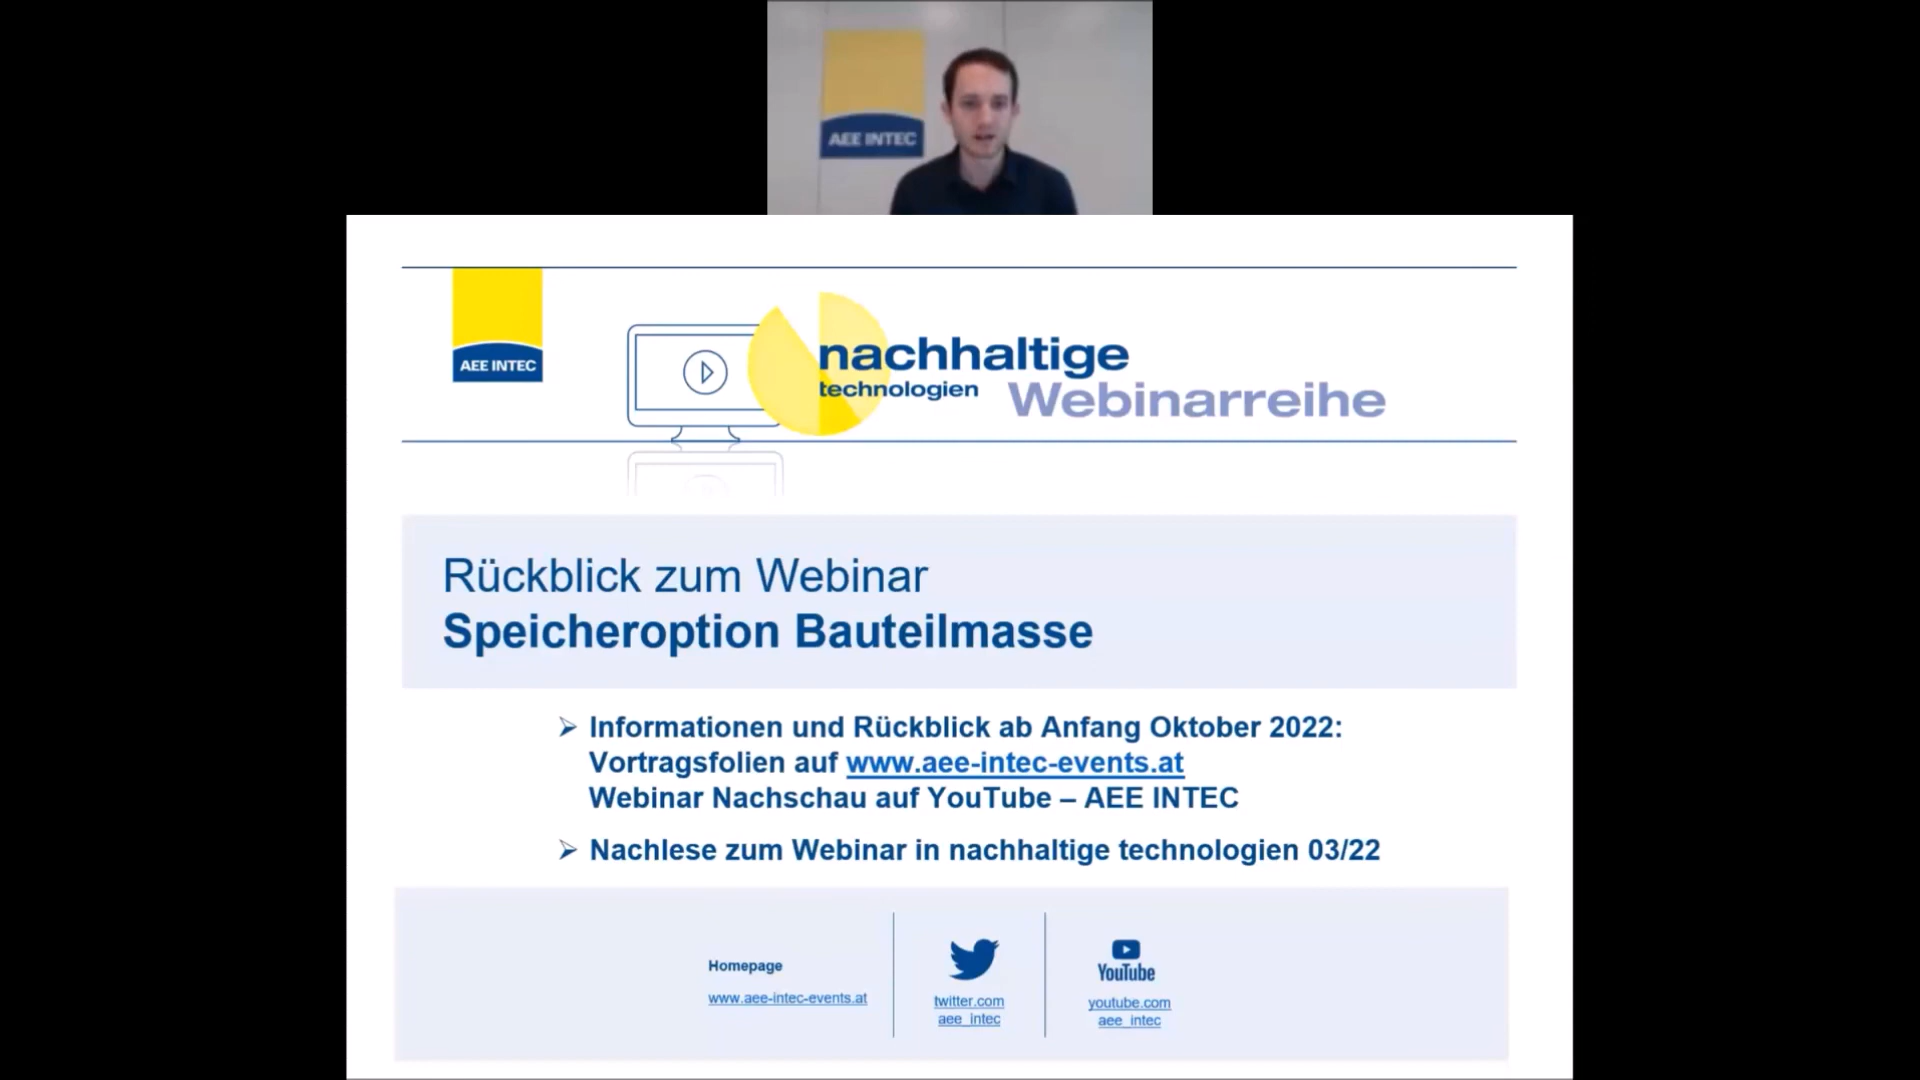 AEE INTEC
AEE INTEC
nachhaltige
technologien Webinarreihe
Rückblick zum Webinar
Speicheroption Bauteilmasse
Informationen und Rückblick ab Anfang Oktober 2022:
Vortragsfolien auf www.aee-intec-events.at
Webinar Nachschau auf YouTube – AEE INTEC
Nachlese zum Webinar in nachhaltige technologien 03/22
Homepage
www.aee-intec-events.at
twitter.com
aee_intec
YouTube
youtube.com
aee_intec